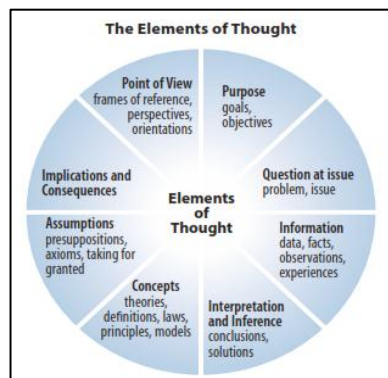 The Elements of Thought
Point of View
frames of reference,
perspectives,
orientations
Purpose
goals,
objectives
Question at issue
problem, issue
Information
data, facts,
observations,
experiences
Interpretation
and Inference
conclusions,
solutions
Concepts
theories,
definitions, laws,
principles, models
Assumptions
presuppositions,
axioms, taking for
granted
Implications and
Consequences
Elements
of
Thought